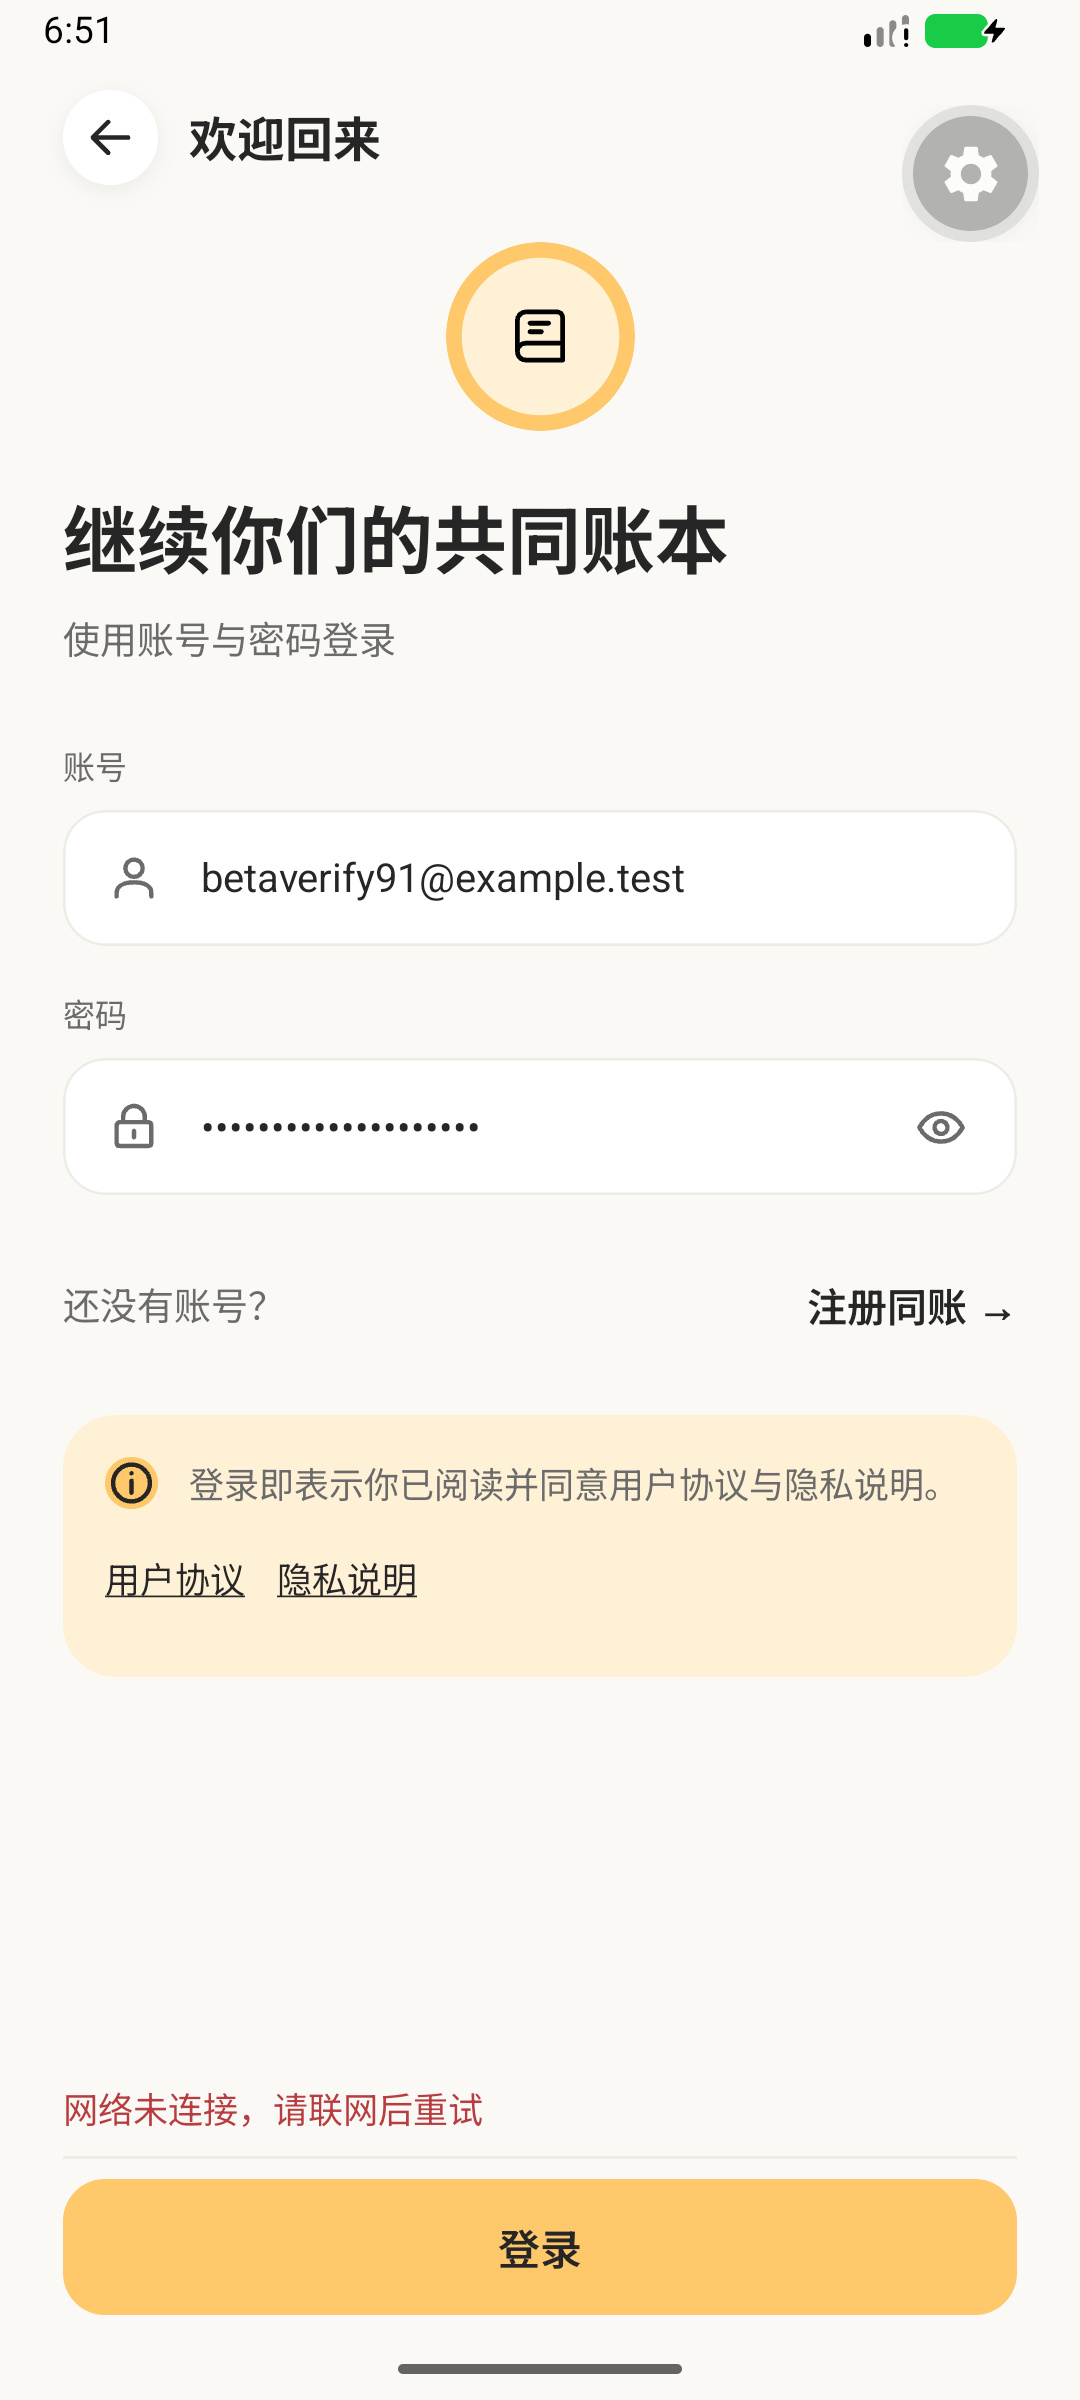 6:51
欢迎回来
继续你们的共同账本
使用账号与密码登录
账号
betaverify91@example.test
密码
••••••••••••••••••••
还没有账号？
注册同账 →
登录即表示你已阅读并同意用户协议与隐私说明。
用户协议 隐私说明
网络未连接，请联网后重试
登录